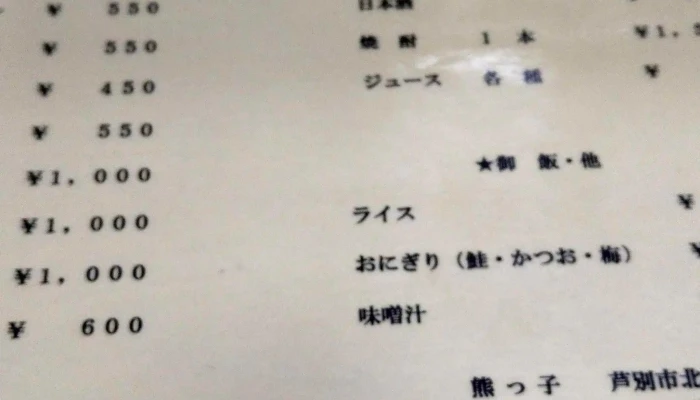 ¥ 550
¥ 550
¥ 450
¥ 550
¥1,000
¥1,000
¥1,000
¥ 600
日本酒
焼 酎 1 本 ¥1,
ジュース 各 種 ¥
★御 飯・他
ライス ¥
おにぎり（鮭・かつお・梅） ¥
味噌汁
熊っ子 芦別市北